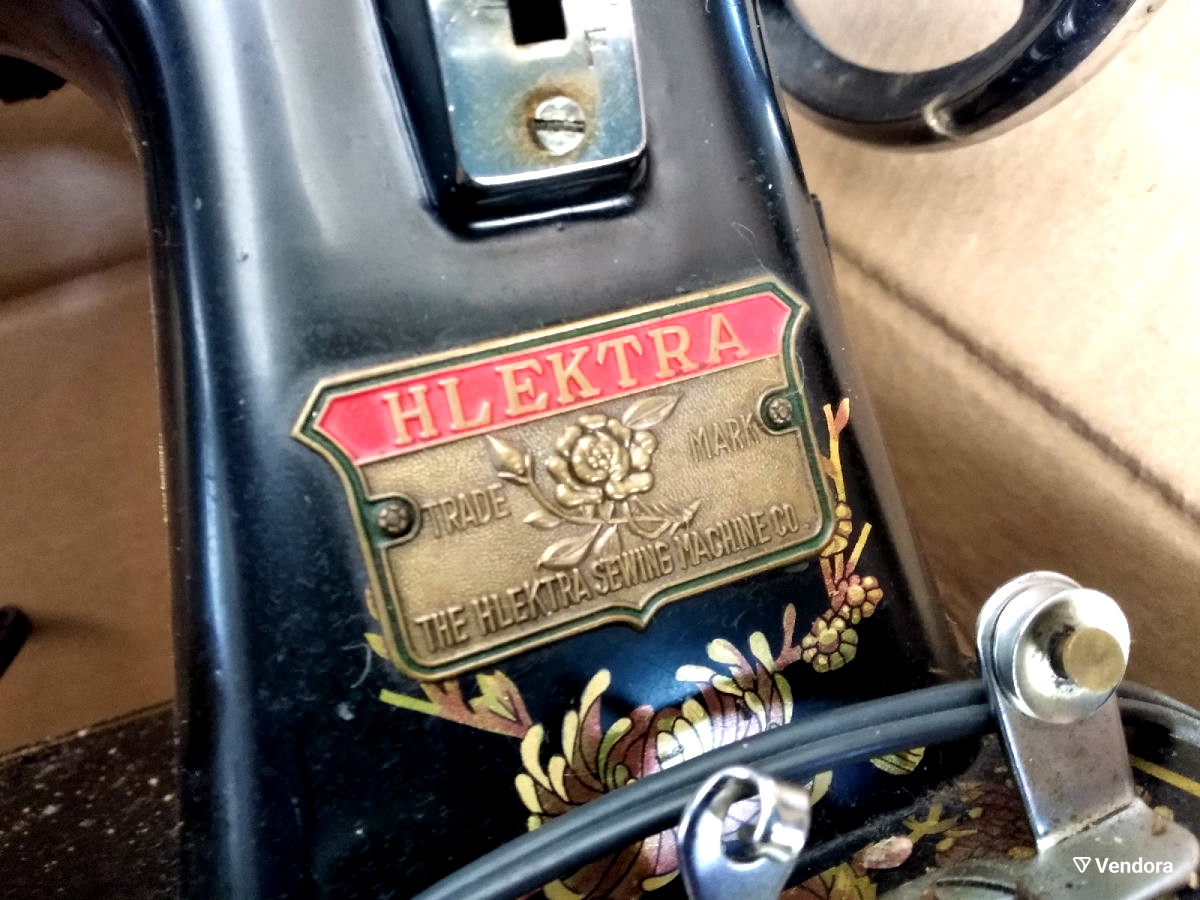 HLEKTRA
TRADE MARK
THE HLEKTRA SEWING MACHINE CO.
Vendora